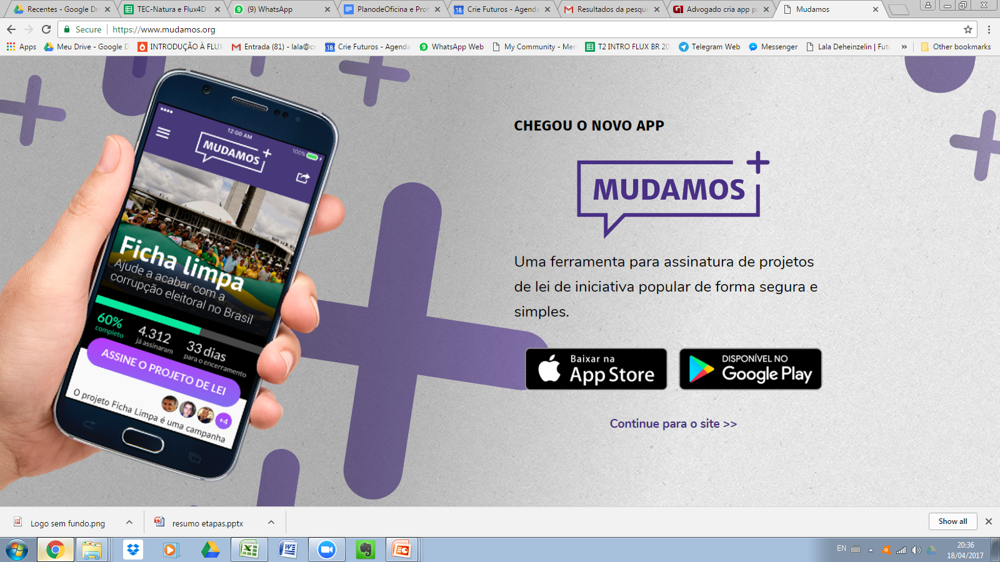 Recentes - Google Dr
TEC-Natura e Flux4D
(9) WhatsApp
PlanodeOficina e Prot
Crie Futuros - Agenda
Resultados da pesqui
Advogado cria app pa
Mudamos
Secure
https://www.mudamos.org
Apps
Meu Drive - Google D
INTRODUÇÃO À FLUX
Entrada (81) - lala@cr
Crie Futuros - Agenda
WhatsApp Web
My Community - Men
T2 INTRO FLUX BR 20
Telegram Web
Messenger
Lala Deheinzelin | Futu
»
Other bookmarks
12:00 AM
100%
MUDAMOS
Ficha limpa
Ajude a acabar com a
corrupção eleitoral no Brasil
60%
completo
4.312
já assinaram
33 dias
para o encerramento
ASSINE O PROJETO DE LEI
+4
O projeto Ficha Limpa é uma campanha
CHEGOU O NOVO APP
MUDAMOS
Uma ferramenta para assinatura de projetos
de lei de iniciativa popular de forma segura e
simples.
Baixar na
App Store
DISPONÍVEL NO
Google Play
Continue para o site >>
Logo sem fundo.png
resumo etapas.pptx
Show all
EN
20:36
18/04/2017